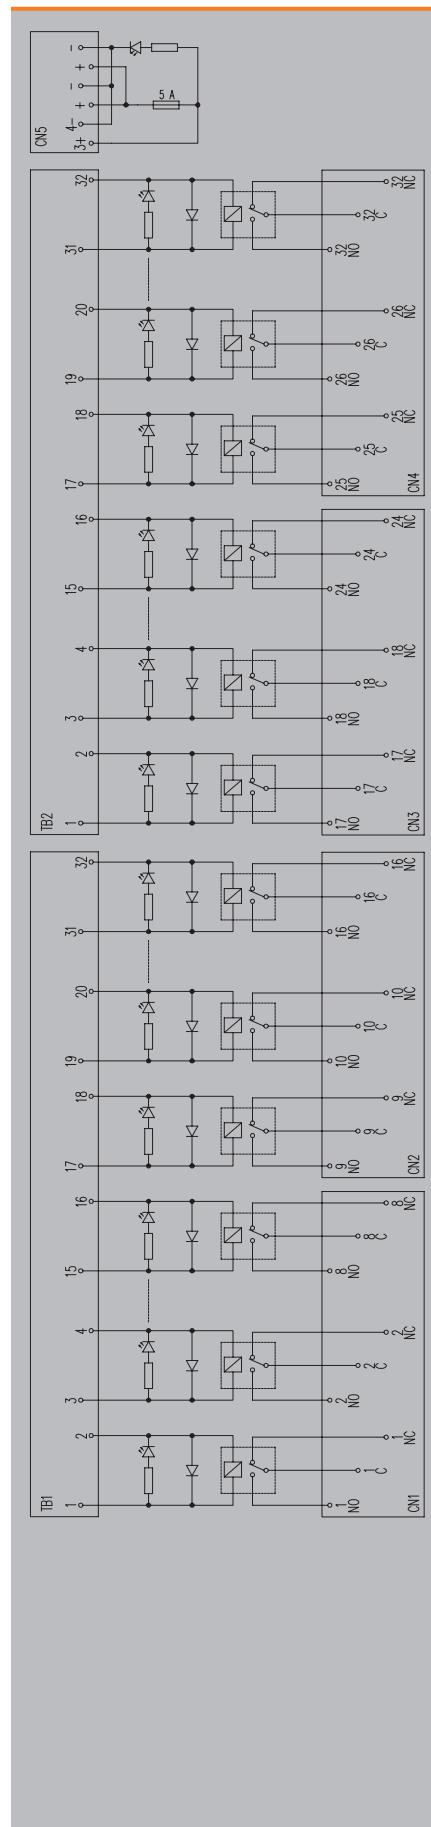 CN5
-
+
-
+
4-
3+
5 A
TB2
32
31
20
19
18
17
16
15
4
3
2
1
32 NC
32 C
32 NO
26 NC
26 C
26 NO
25 NC
25 C
25 NO
CN4
24 NC
24 C
24 NO
18 NC
18 C
18 NO
17 NC
17 C
17 NO
CN3
TB1
32
31
20
19
18
17
16
15
4
3
2
1
16 NC
16 C
16 NO
10 NC
10 C
10 NO
9 NC
9 C
9 NO
CN2
8 NC
8 C
8 NO
2 NC
2 C
2 NO
1 NC
1 C
1 NO
CN1